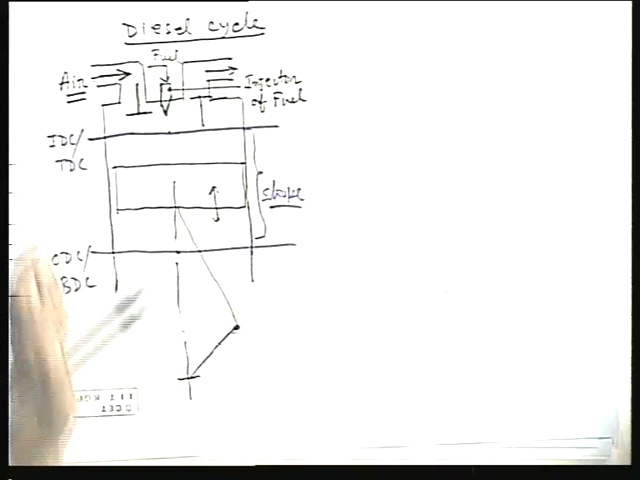 Diesel cycle
Fuel
Air
Injector
of Fuel
IDC/
TDC
Stroke
ODC/
BDC